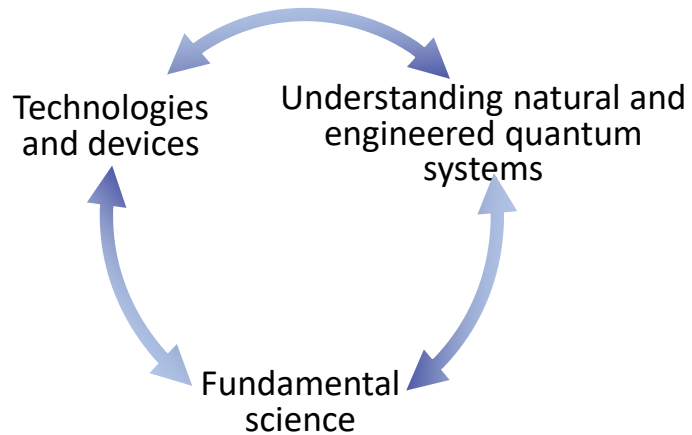 Technologies
and devices
Understanding natural and
engineered quantum
systems
Fundamental
science